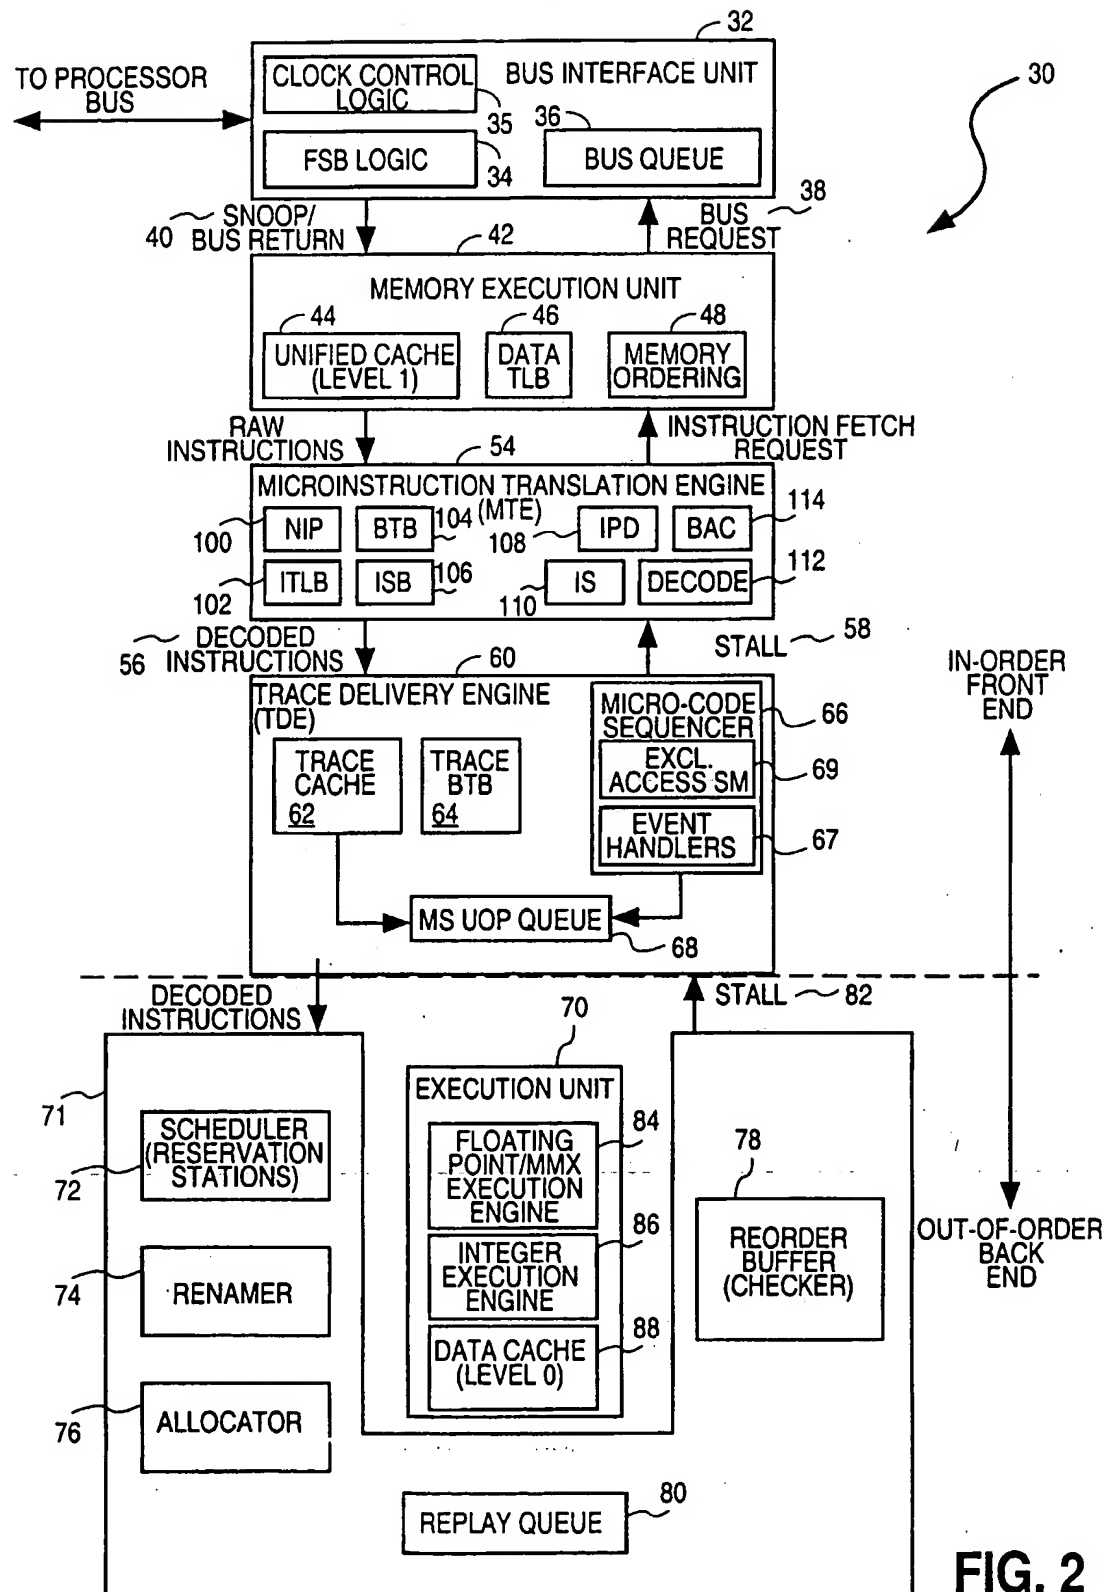 32
TO PROCESSOR
BUS
CLOCK CONTROL
LOGIC
35
BUS INTERFACE UNIT
30
FSB LOGIC
34
36
BUS QUEUE
40
SNOOP/
BUS RETURN
42
BUS
REQUEST
38
MEMORY EXECUTION UNIT
44
UNIFIED CACHE
(LEVEL 1)
46
DATA
TLB
48
MEMORY
ORDERING
RAW
INSTRUCTIONS
54
INSTRUCTION FETCH
REQUEST
MICROINSTRUCTION TRANSLATION ENGINE
(MTE)
100
NIP
BTB
104
108
IPD
BAC
114
102
ITLB
ISB
106
110
IS
DECODE
112
56
DECODED
INSTRUCTIONS
60
STALL
58
IN-ORDER
FRONT
END
TRACE DELIVERY ENGINE
(TDE)
TRACE
CACHE
62
TRACE
BTB
64
MICRO-CODE
SEQUENCER
66
EXCL.
ACCESS SM
69
EVENT
HANDLERS
67
MS UOP QUEUE
68
DECODED
INSTRUCTIONS
STALL
82
71
SCHEDULER
(RESERVATION
STATIONS)
72
70
EXECUTION UNIT
84
FLOATING
POINT/MMX
EXECUTION
ENGINE
78
REORDER
BUFFER
(CHECKER)
OUT-OF-ORDER
BACK
END
74
RENAMER
86
INTEGER
EXECUTION
ENGINE
88
DATA CACHE
(LEVEL 0)
76
ALLOCATOR
REPLAY QUEUE
80
FIG. 2